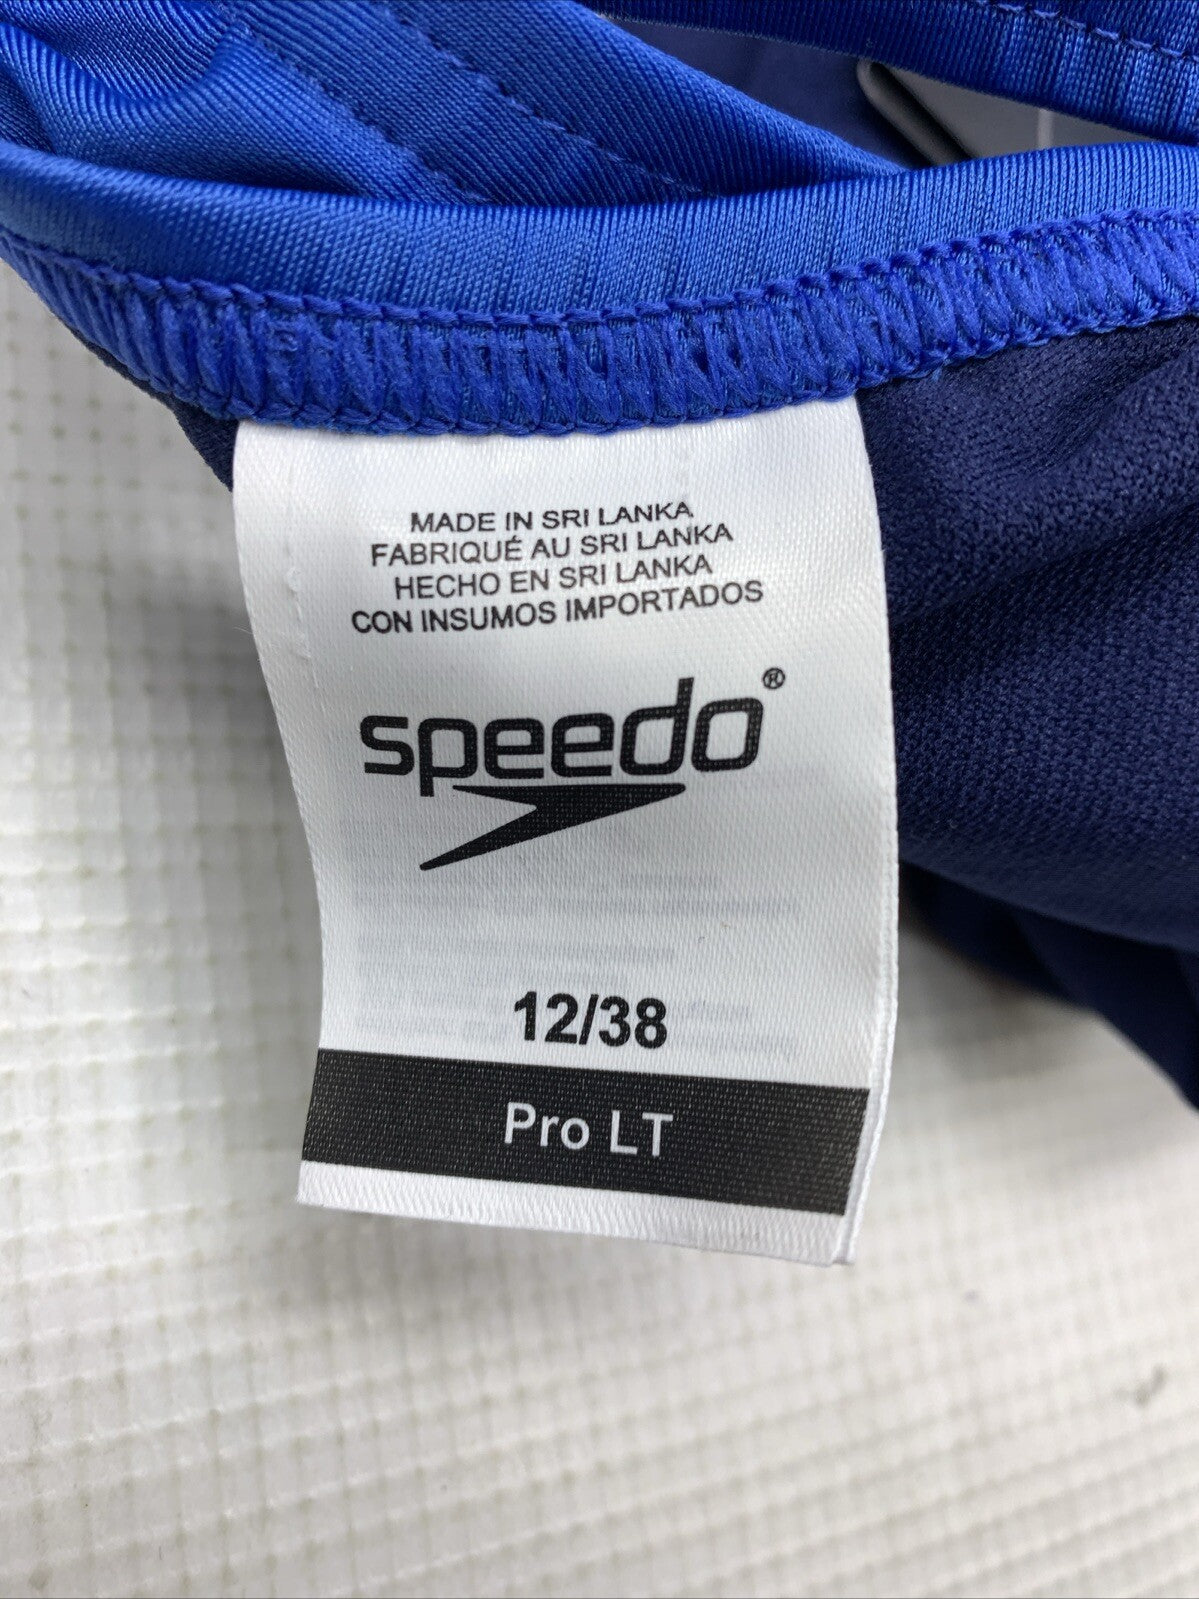 MADE IN SRI LANKA
FABRIQUÉ AU SRI LANKA
HECHO EN SRI LANKA
CON INSUMOS IMPORTADOS
speedo®
12/38
Pro LT